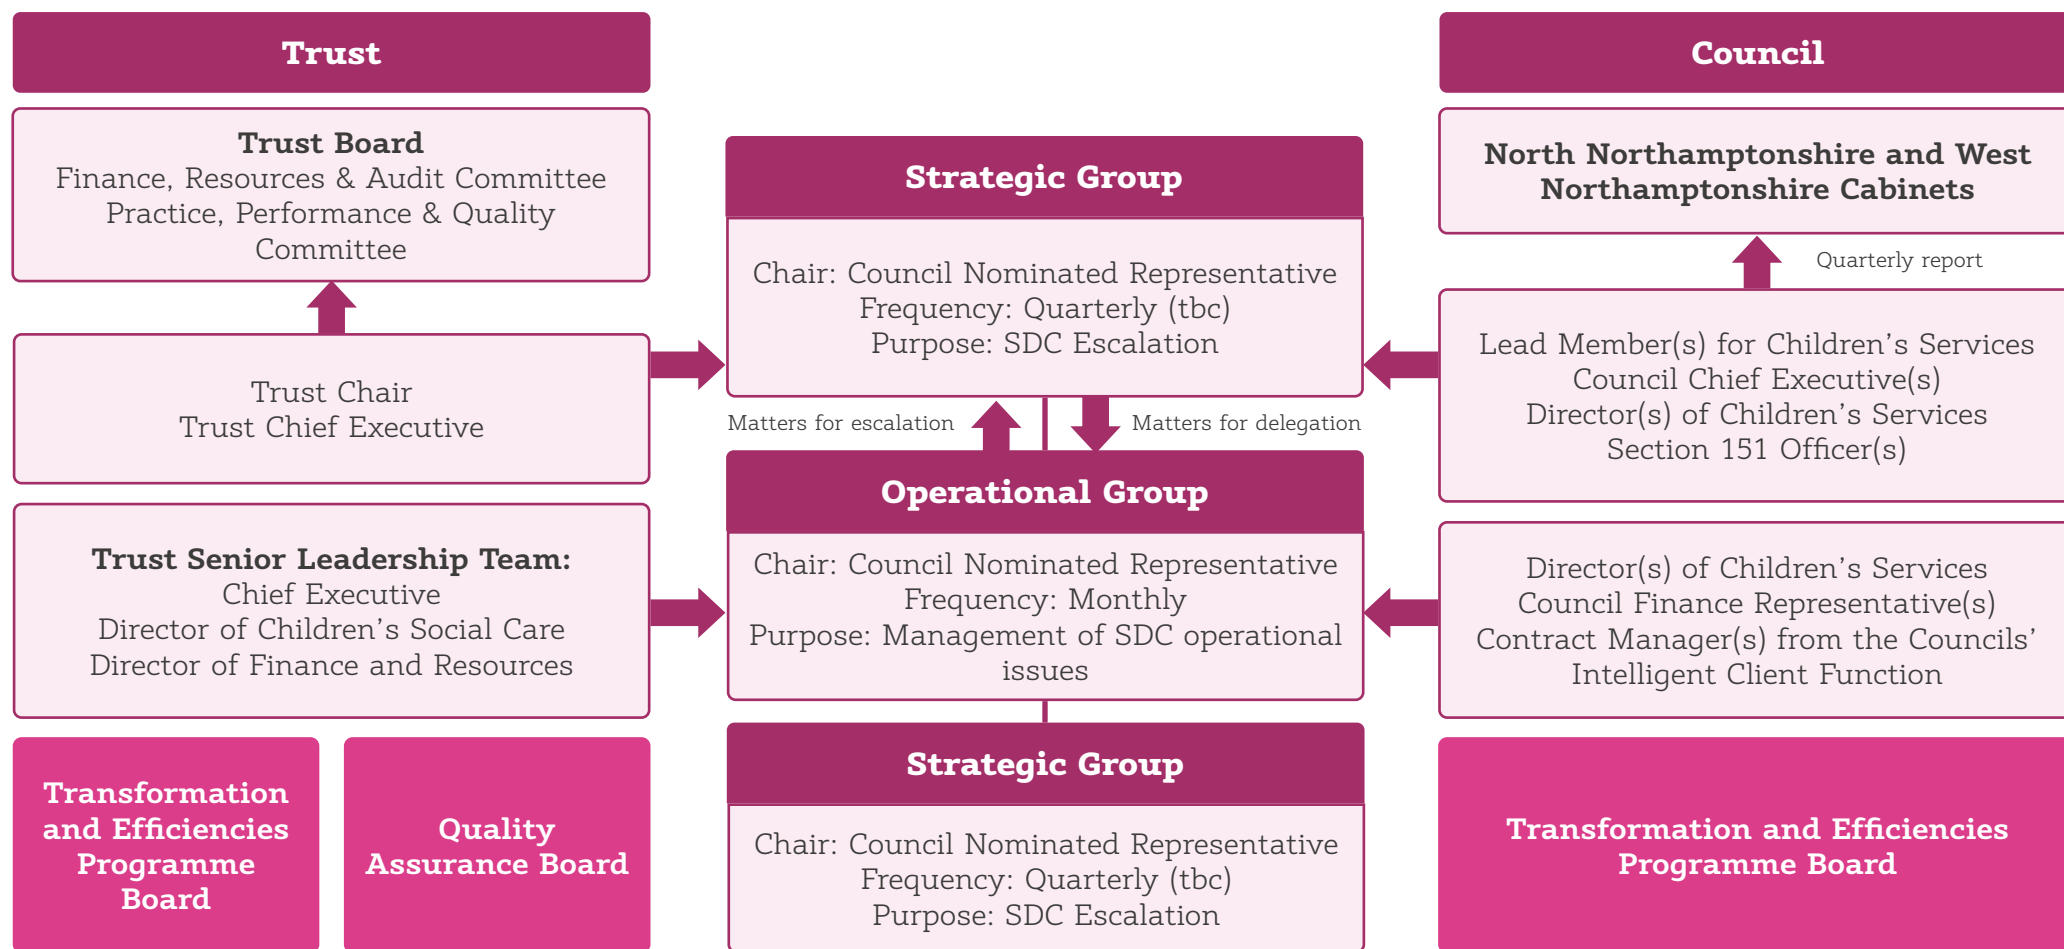 Trust
Trust Board
Finance, Resources & Audit Committee
Practice, Performance & Quality
Committee
Trust Chair
Trust Chief Executive
Trust Senior Leadership Team:
Chief Executive
Director of Children’s Social Care
Director of Finance and Resources
Transformation
and Efficiencies
Programme
Board
Quality
Assurance Board
Strategic Group
Chair: Council Nominated Representative
Frequency: Quarterly (tbc)
Purpose: SDC Escalation
Matters for escalation
Matters for delegation
Operational Group
Chair: Council Nominated Representative
Frequency: Monthly
Purpose: Management of SDC operational
issues
Strategic Group
Chair: Council Nominated Representative
Frequency: Quarterly (tbc)
Purpose: SDC Escalation
Council
North Northamptonshire and West
Northamptonshire Cabinets
Quarterly report
Lead Member(s) for Children’s Services
Council Chief Executive(s)
Director(s) of Children’s Services
Section 151 Officer(s)
Director(s) of Children’s Services
Council Finance Representative(s)
Contract Manager(s) from the Councils’
Intelligent Client Function
Transformation and Efficiencies
Programme Board